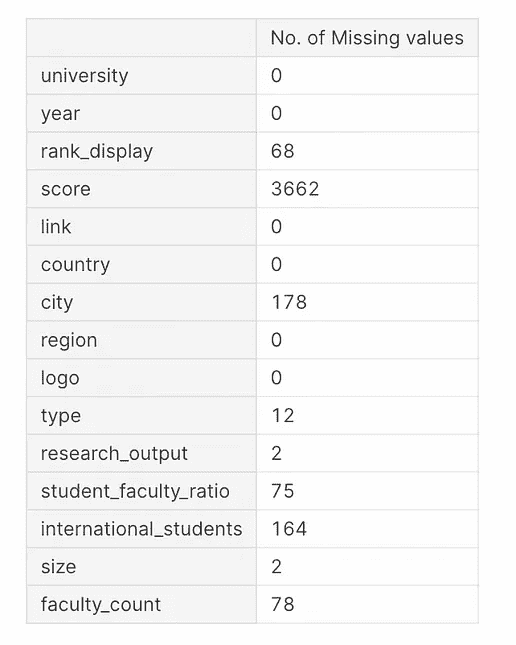 No. of Missing values
university 0
year 0
rank_display 68
score 3662
link 0
country 0
city 178
region 0
logo 0
type 12
research_output 2
student_faculty_ratio 75
international_students 164
size 2
faculty_count 78